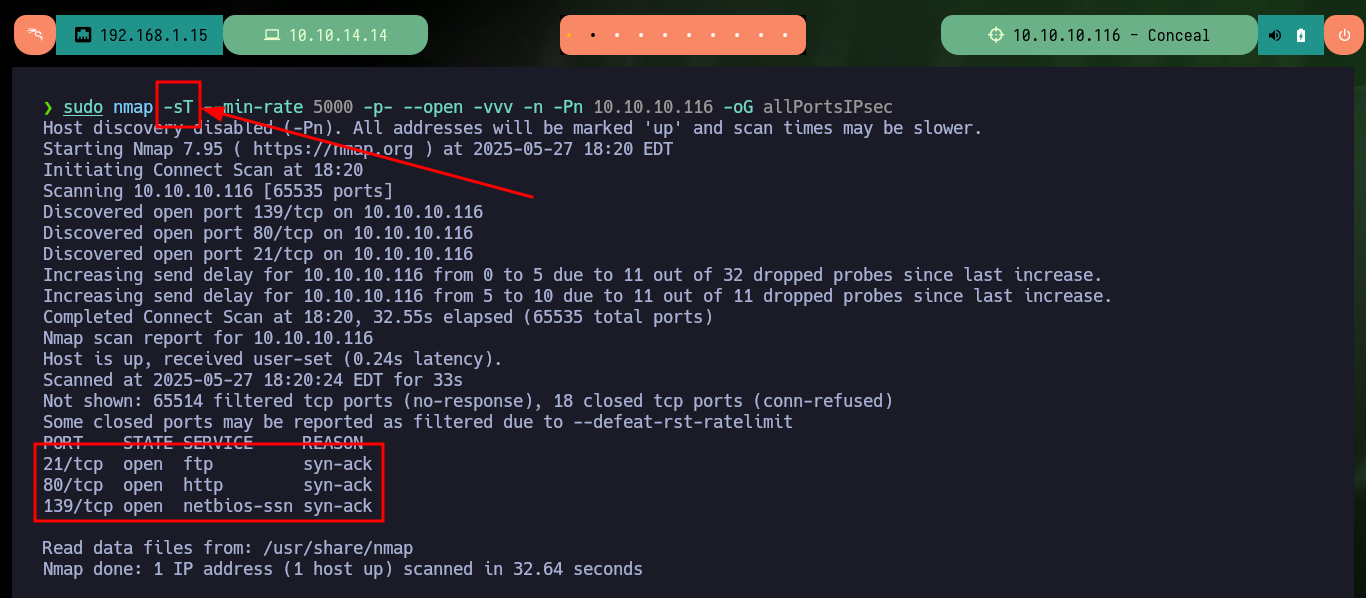 192.168.1.15
10.10.14.14
10.10.10.116 - Conceal
❯ sudo nmap -sT --min-rate 5000 -p- --open -vvv -n -Pn 10.10.10.116 -oG allPortsIPsec
Host discovery disabled (-Pn). All addresses will be marked 'up' and scan times may be slower.
Starting Nmap 7.95 ( https://nmap.org ) at 2025-05-27 18:20 EDT
Initiating Connect Scan at 18:20
Scanning 10.10.10.116 [65535 ports]
Discovered open port 139/tcp on 10.10.10.116
Discovered open port 80/tcp on 10.10.10.116
Discovered open port 21/tcp on 10.10.10.116
Increasing send delay for 10.10.10.116 from 0 to 5 due to 11 out of 32 dropped probes since last increase.
Increasing send delay for 10.10.10.116 from 5 to 10 due to 11 out of 11 dropped probes since last increase.
Completed Connect Scan at 18:20, 32.55s elapsed (65535 total ports)
Nmap scan report for 10.10.10.116
Host is up, received user-set (0.24s latency).
Scanned at 2025-05-27 18:20:24 EDT for 33s
Not shown: 65514 filtered tcp ports (no-response), 18 closed tcp ports (conn-refused)
Some closed ports may be reported as filtered due to --defeat-rst-ratelimit
PORT STATE SERVICE REASON
21/tcp open ftp syn-ack
80/tcp open http syn-ack
139/tcp open netbios-ssn syn-ack
Read data files from: /usr/share/nmap
Nmap done: 1 IP address (1 host up) scanned in 32.64 seconds